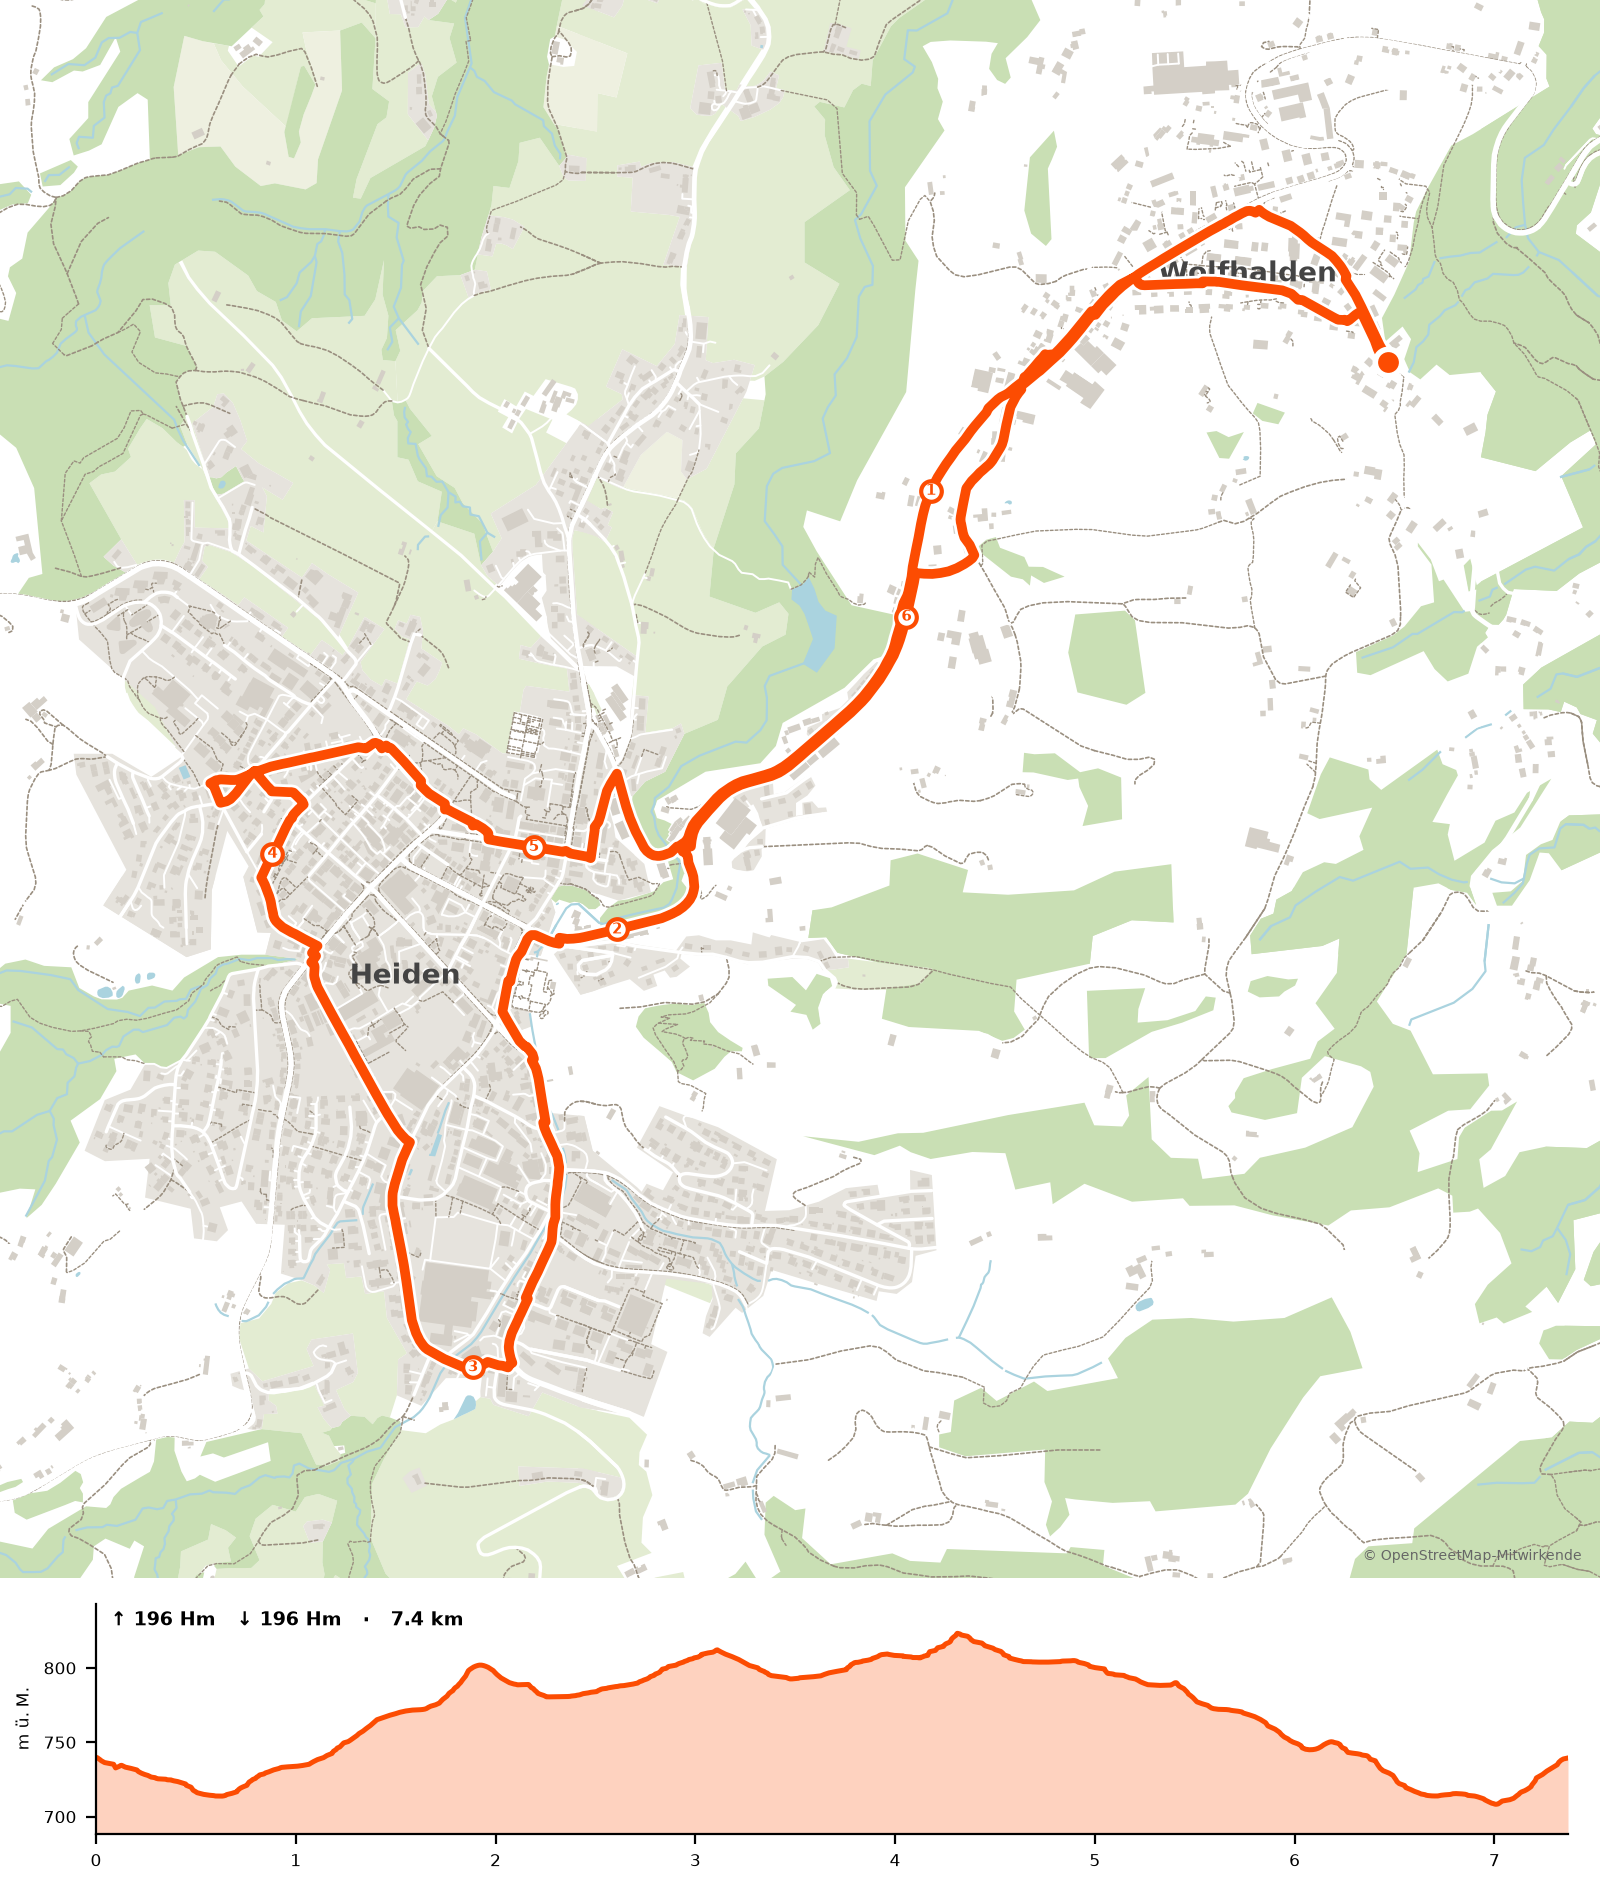 Wolfhalden
1
6
4
5
2
Heiden
3
© OpenStreetMap-Mitwirkende
↑ 196 Hm ↓ 196 Hm · 7.4 km
m ü. M.
800
750
700
0 1 2 3 4 5 6 7